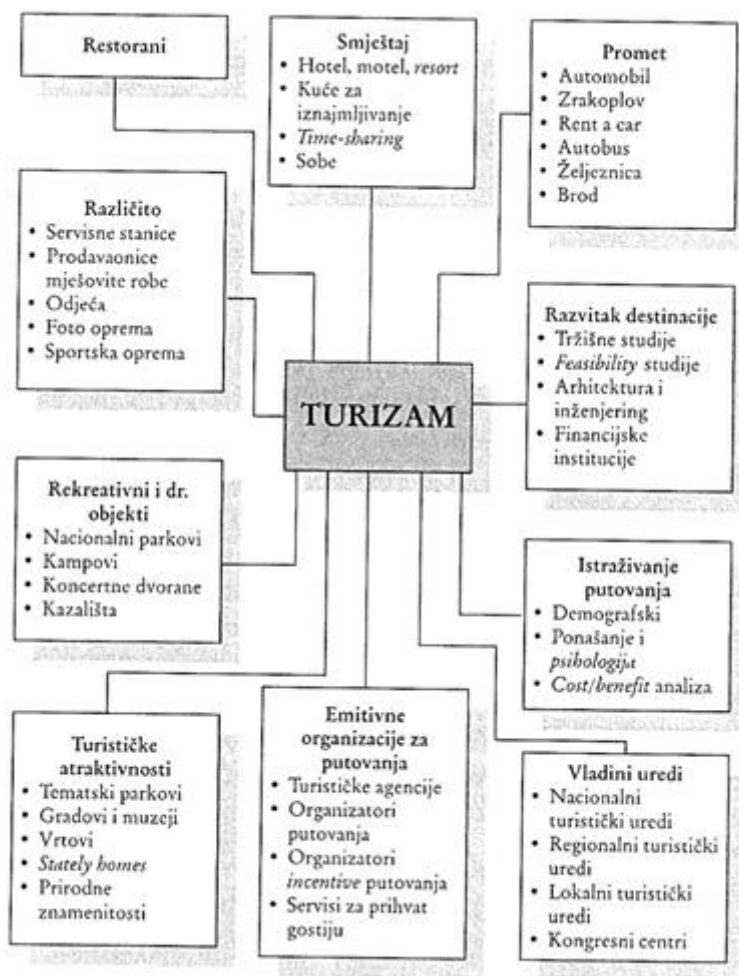 Restorani
Smještaj
• Hotel, motel, resort
• Kuće za
iznajmljivanje
• Time-sharing
• Sobe
Promet
• Automobil
• Zrakoplov
• Rent a car
• Autobus
• Željeznica
• Brod
Različito
• Servisne stanice
• Prodavaonice
mješovite robe
• Odjeća
• Foto oprema
• Sportska oprema
Razvitak destinacije
• Tržišne studije
• Feasibility studije
• Arhitektura i
inženjering
• Financijske
institucije
TURIZAM
Rekreativni i dr.
objekti
• Nacionalni parkovi
• Kampovi
• Koncertne dvorane
• Kazališta
Istraživanje
putovanja
• Demografski
• Ponašanje i
psihologija
• Cost/benefit analiza
Turističke
atraktivnosti
• Tematski parkovi
• Gradovi i muzeji
• Vrtovi
• Stately homes
• Prirodne
znamenitosti
Emitivne
organizacije za
putovanja
• Turističke agencije
• Organizatori
putovanja
• Organizatori
incentive putovanja
• Servisi za prihvat
gostiju
Vladini uredi
• Nacionalni
turistički uredi
• Regionalni turistički
uredi
• Lokalni turistički
uredi
• Kongresni centri